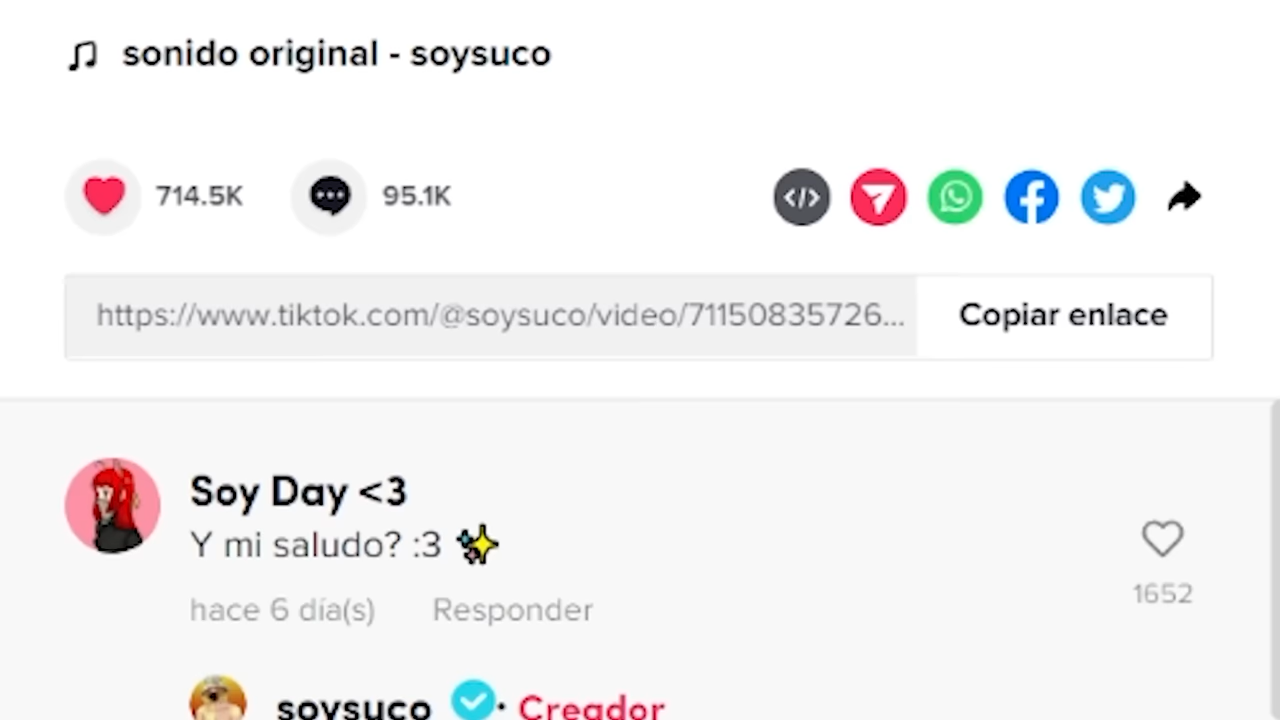 sonido original - soysuco
714.5K 95.1K
https://www.tiktok.com/@soysuco/video/71150835726... Copiar enlace
Soy Day <3
Y mi saludo? :3 ✨
hace 6 día(s) Responder
1652
soysuco · Creador